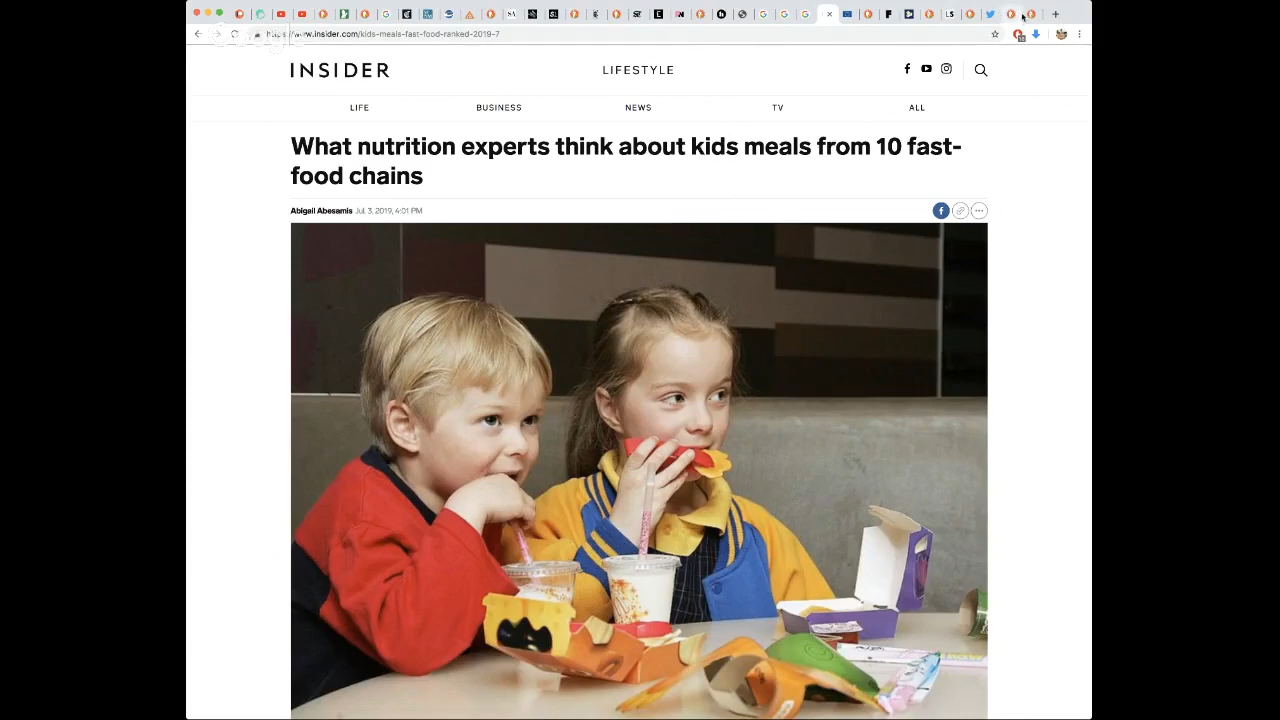 www.insider.com/kids-meals-fast-food-ranked-2019-7
INSIDER
LIFESTYLE
LIFE
BUSINESS
NEWS
TV
ALL
What nutrition experts think about kids meals from 10 fast-
food chains
Abigail Abesamis Jul 3, 2019, 4:01 PM